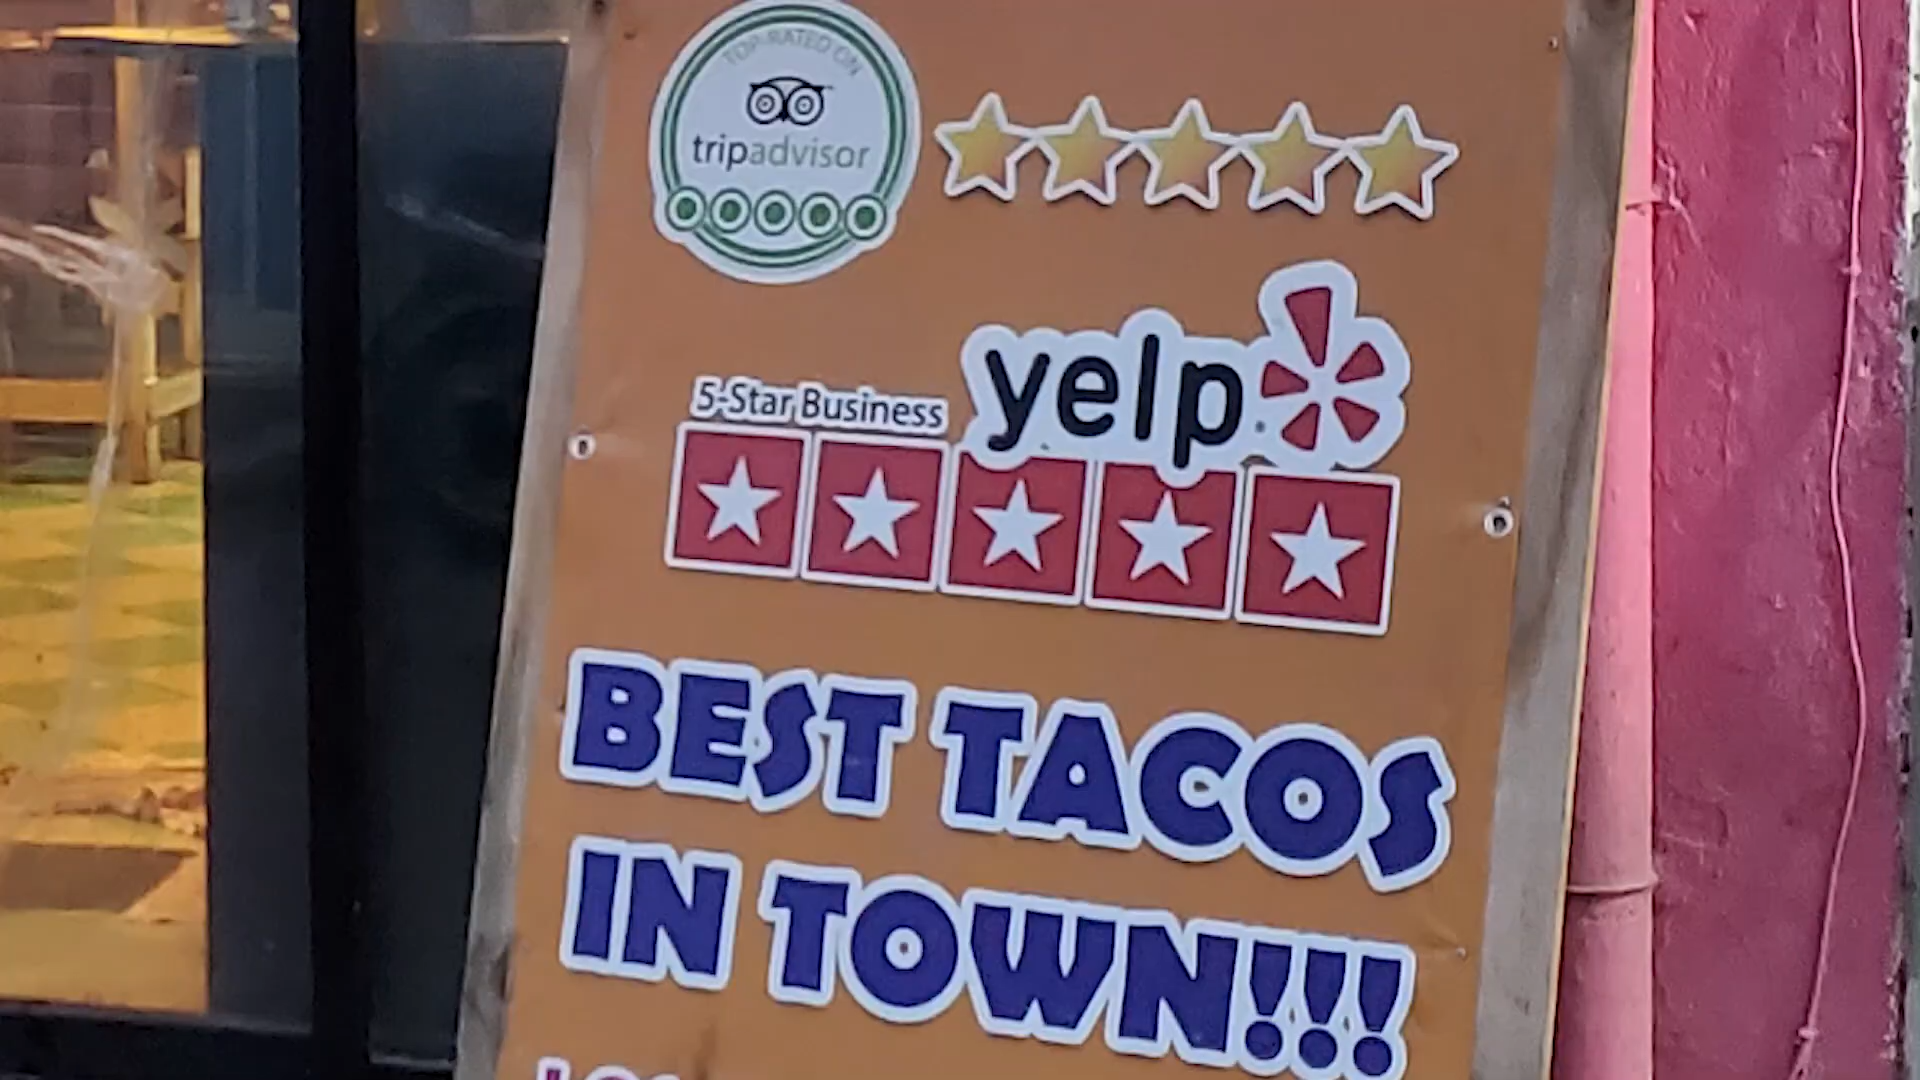 TOP-RATED ON
tripadvisor
yelp
5-Star Business
BEST TACOS
IN TOWN!!!